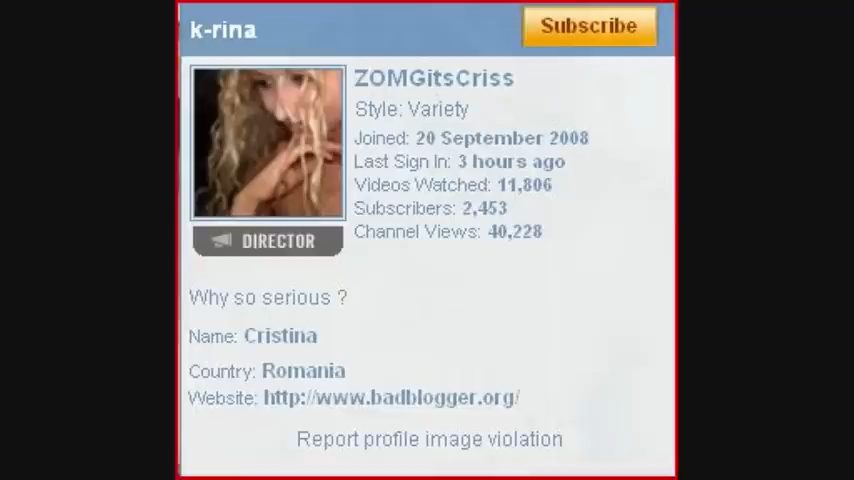 k-rina
Subscribe
ZOMGitsCriss
Style: Variety
Joined: 20 September 2008
Last Sign In: 3 hours ago
Videos Watched: 11,806
Subscribers: 2,453
Channel Views: 40,228
DIRECTOR
Why so serious ?
Name: Cristina
Country: Romania
Website: http://www.badblogger.org/
Report profile image violation